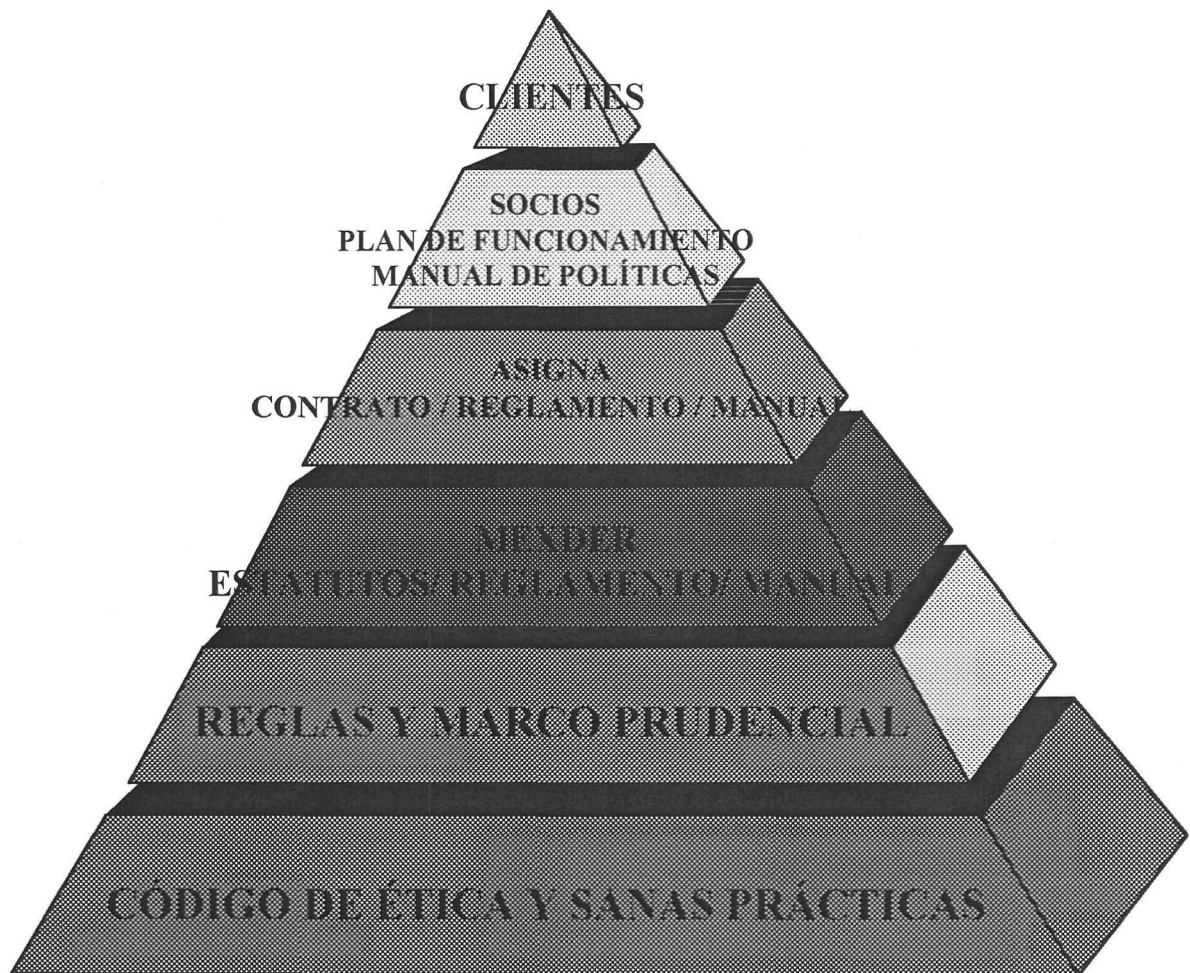 CLIENTES
SOCIOS
PLAN DE FUNCIONAMIENTO
MANUAL DE POLÍTICAS
ASIGNA
CONTRATO / REGLAMENTO / MANUAL
MEXDER
ESTATUTOS/ REGLAMENTO/ MANUAL
REGLAS Y MARCO PRUDENCIAL
CÓDIGO DE ÉTICA Y SANAS PRÁCTICAS